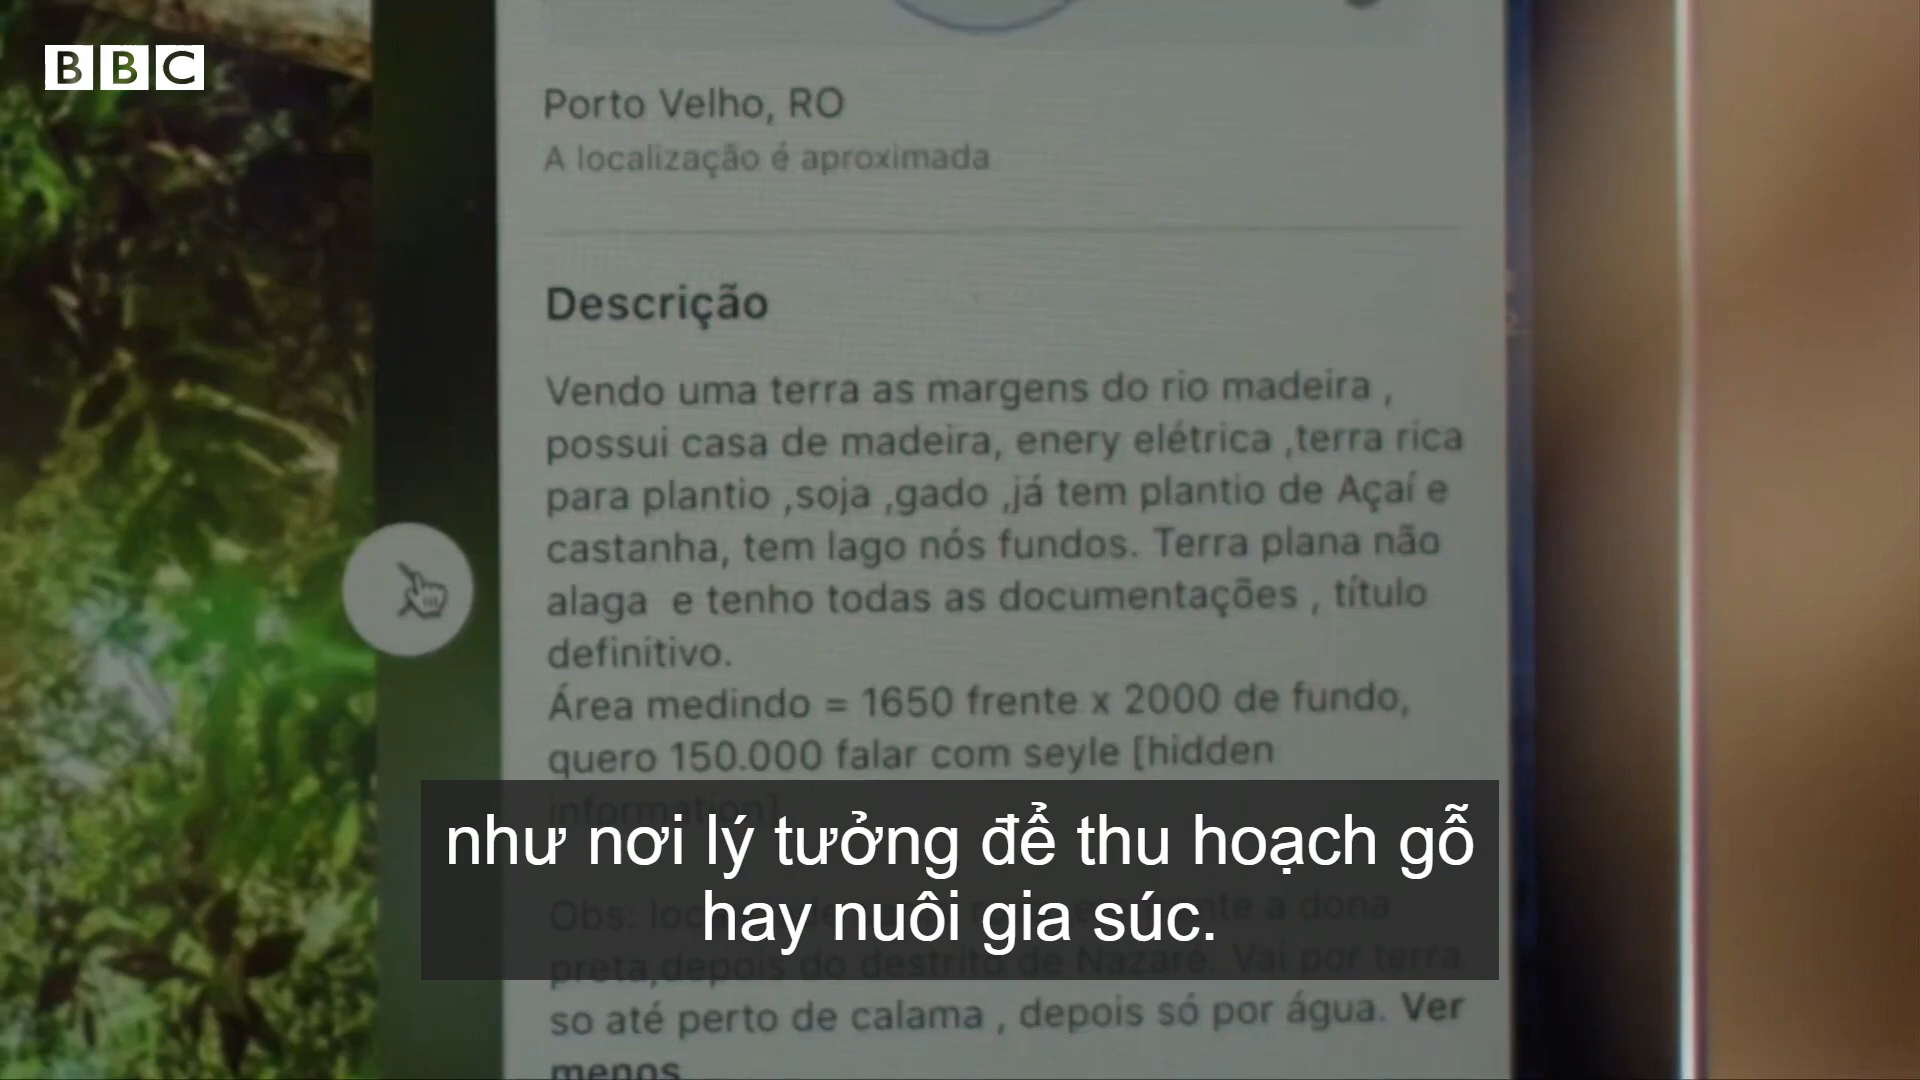 BBC
Porto Velho, RO
A localização é aproximada
Descrição
Vendo uma terra as margens do rio madeira ,
possui casa de madeira, enery elétrica ,terra rica
para plantio ,soja ,gado ,já tem plantio de Açaí e
castanha, tem lago nós fundos. Terra plana não
alaga e tenho todas as documentações , título
definitivo.
Área medindo = 1650 frente x 2000 de fundo,
quero 150.000 falar com seyle [hidden
information]
như nơi lý tưởng để thu hoạch gỗ
hay nuôi gia súc.
Obs: a dona
preta,depois do destrito de Nazaré. Vai por terra
so até perto de calama , depois só por água. Ver
menos